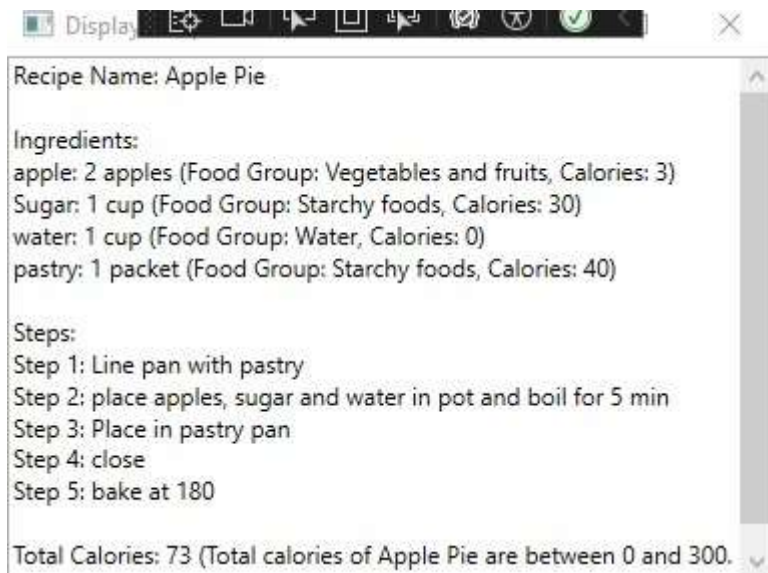 Display
Recipe Name: Apple Pie
Ingredients:
apple: 2 apples (Food Group: Vegetables and fruits, Calories: 3)
Sugar: 1 cup (Food Group: Starchy foods, Calories: 30)
water: 1 cup (Food Group: Water, Calories: 0)
pastry: 1 packet (Food Group: Starchy foods, Calories: 40)
Steps:
Step 1: Line pan with pastry
Step 2: place apples, sugar and water in pot and boil for 5 min
Step 3: Place in pastry pan
Step 4: close
Step 5: bake at 180
Total Calories: 73 (Total calories of Apple Pie are between 0 and 300.